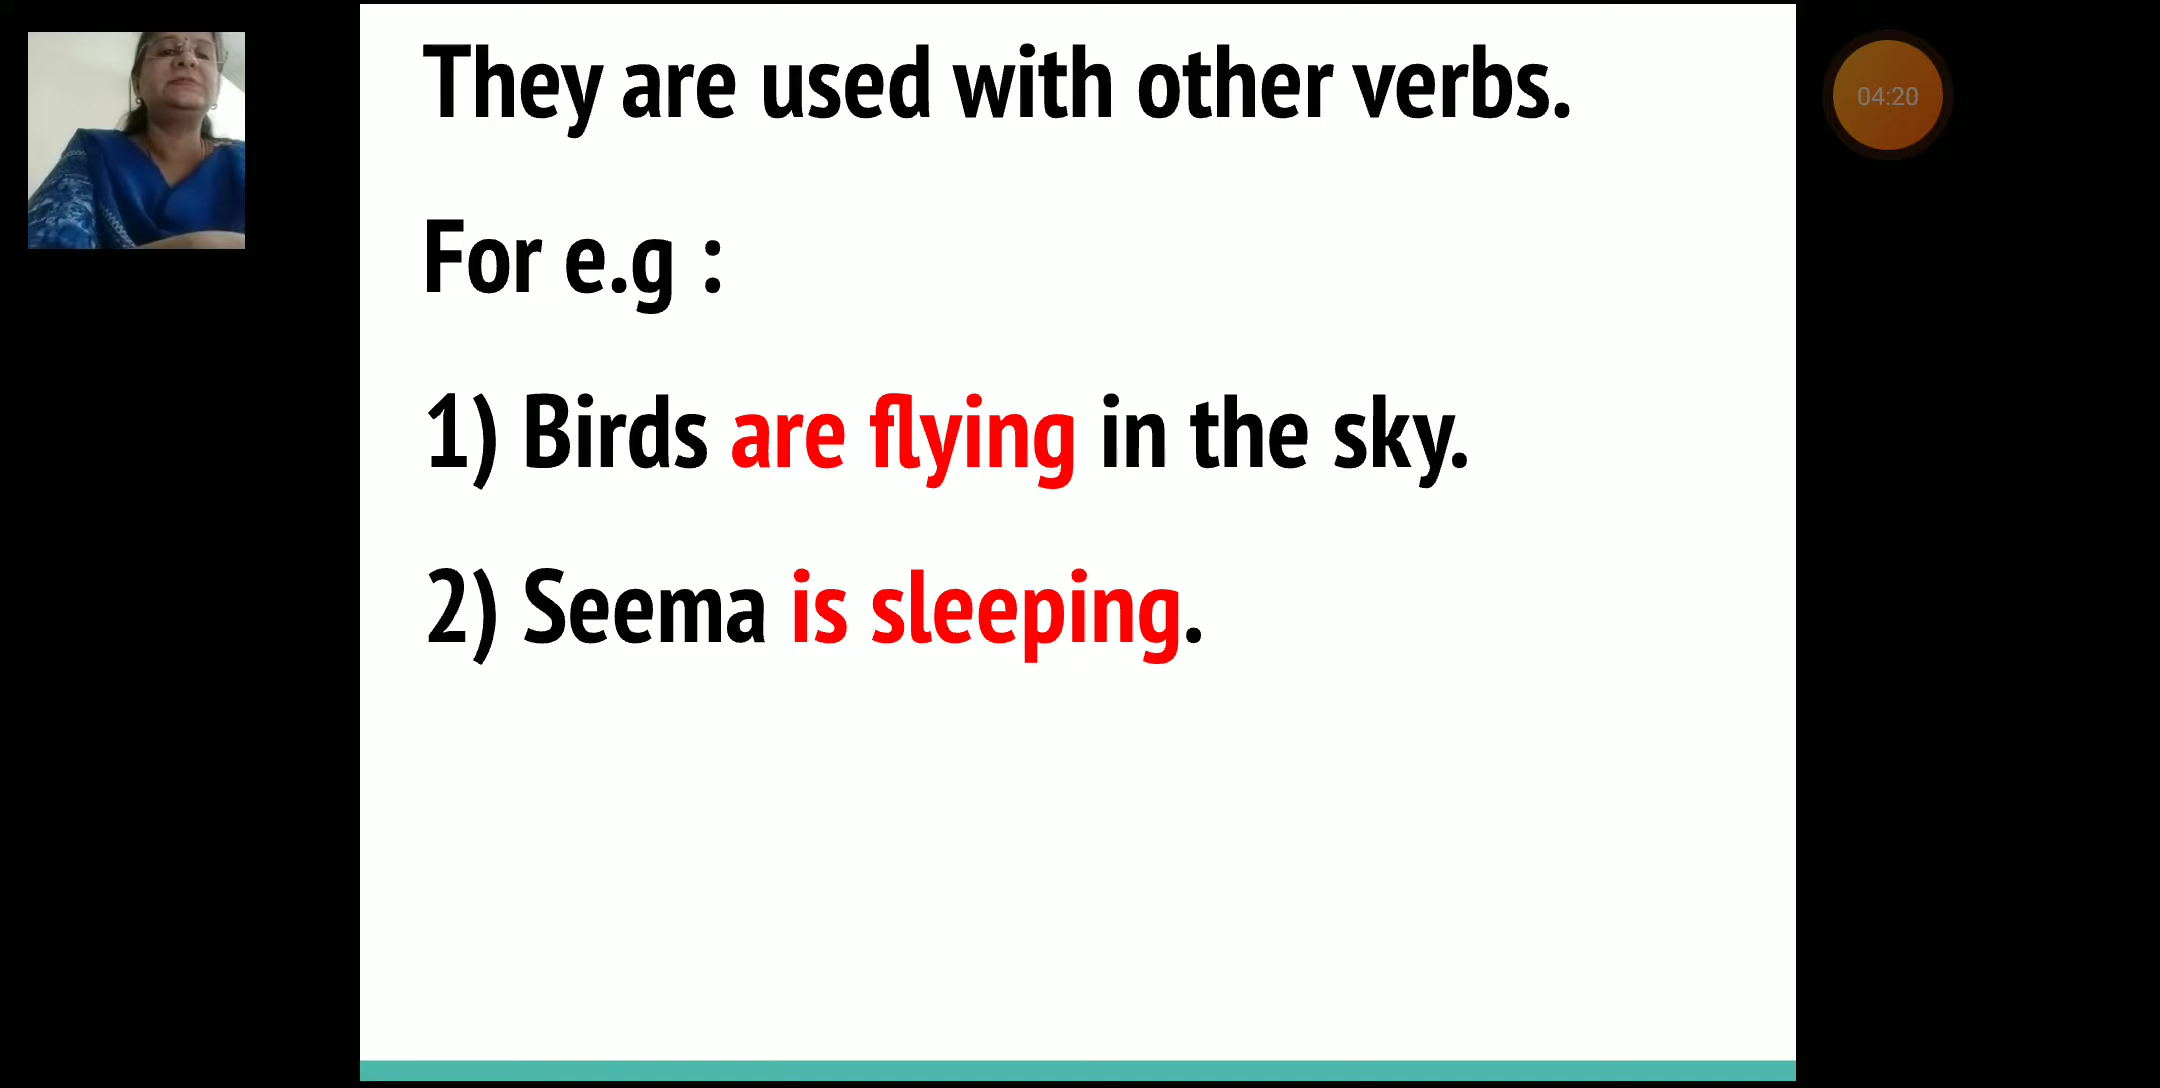 They are used with other verbs.
04:20
For e.g :
1) Birds are flying in the sky.
2) Seema is sleeping.